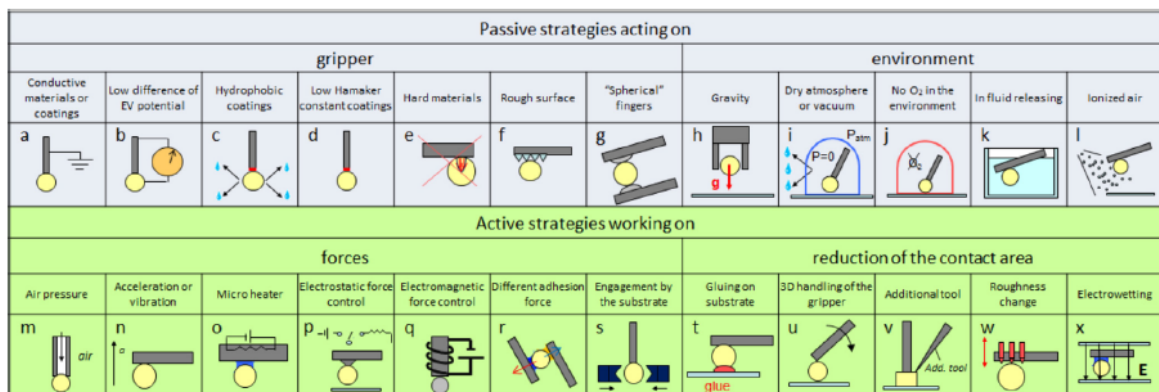 Passive strategies acting on
gripper
environment
Conductive
materials or
coatings
Low difference of
EV potential
Hydrophobic
coatings
Low Hamaker
constant coatings
Hard materials
Rough surface
"Spherical"
fingers
Gravity
Dry atmosphere
or vacuum
No O₂ in the
environment
In fluid releasing
Ionized air
a
b
c
d
e
f
g
h
g
i
P=0
Patm
j
O₂
k
l
Active strategies working on
forces
reduction of the contact area
Air pressure
Acceleration or
vibration
Micro heater
Electrostatic force
control
Electromagnetic
force control
Different adhesion
force
Engagement by
the substrate
Gluing on
substrate
3D handling of the
gripper
Additional tool
Roughness
change
Electrowetting
m
air
n
a
o
p
q
r
s
t
glue
u
v
Add. tool
w
x
E